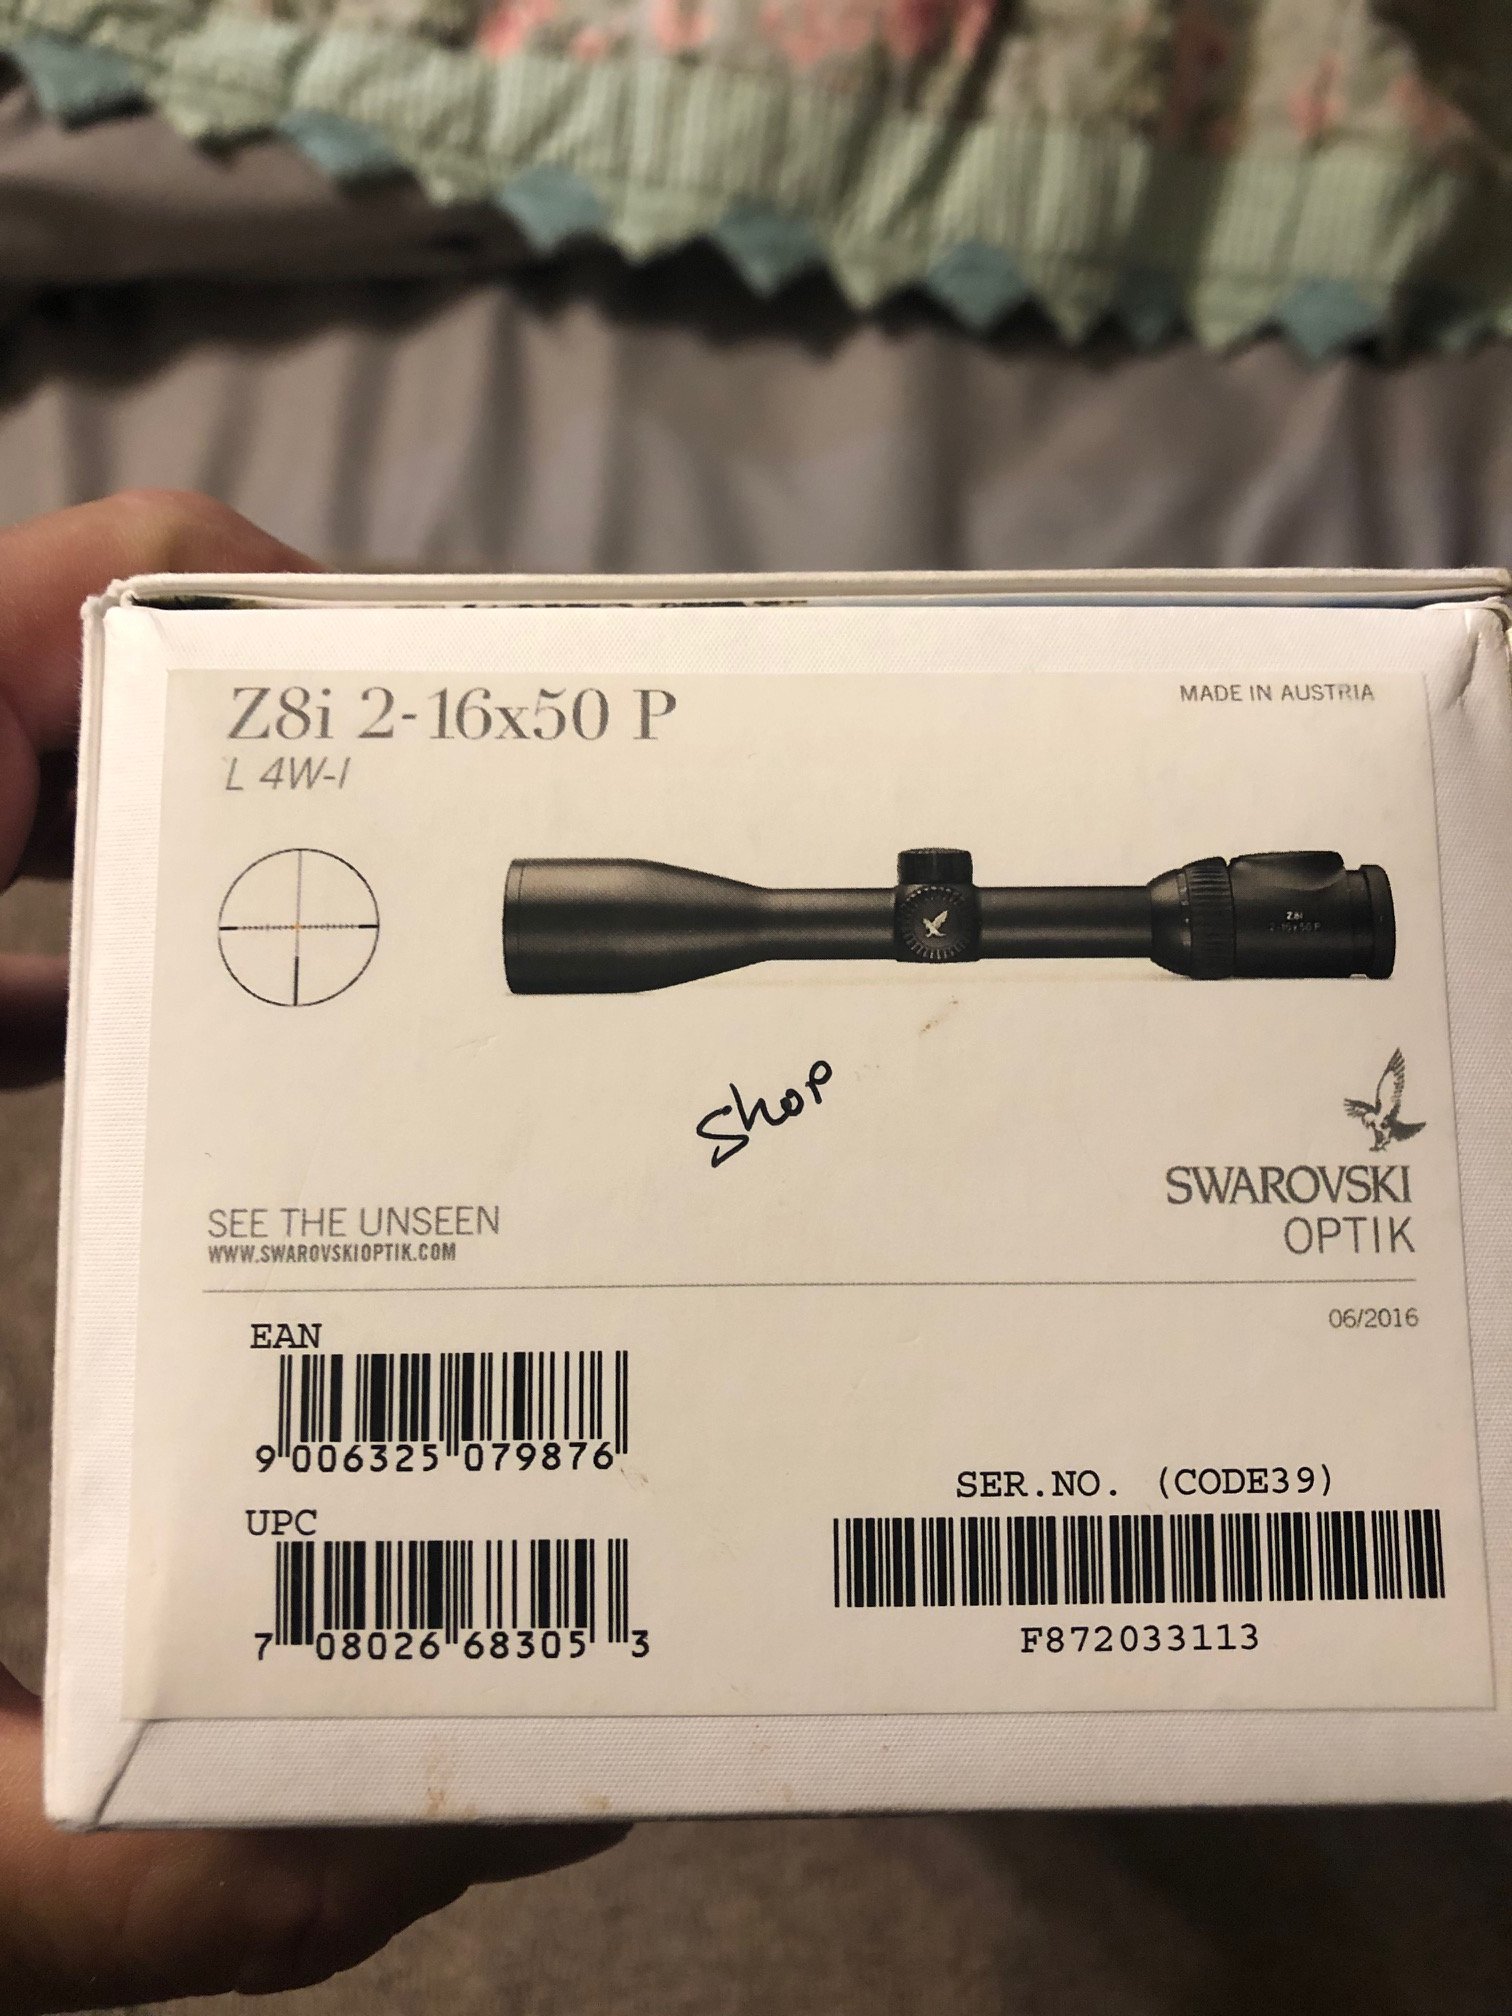 Z8i 2-16x50 P
MADE IN AUSTRIA
L 4W-I
Z8i
2-16x50 P
Shop
SWAROVSKI
OPTIK
SEE THE UNSEEN
WWW.SWAROVSKIOPTIK.COM
06/2016
EAN
9 006325 079876
UPC
7 08026 68305 3
SER.NO. (CODE39)
F872033113